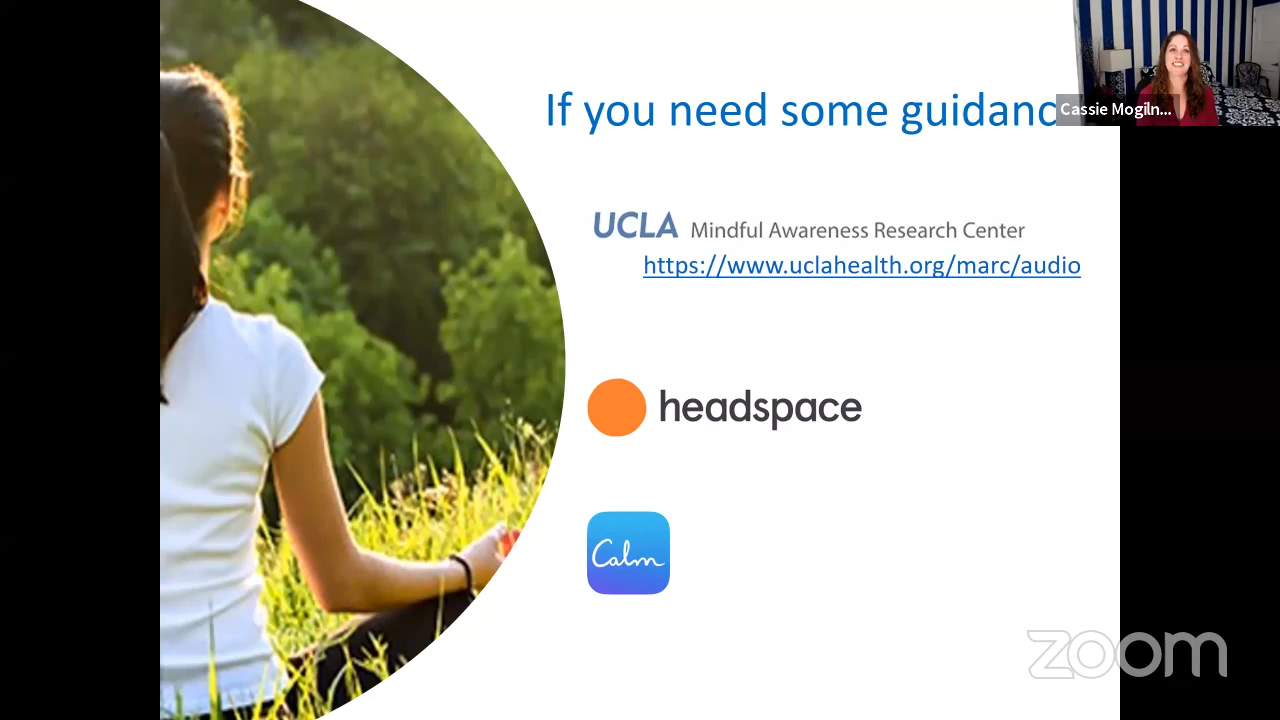 If you need some guidanc
Cassie Mogiln...
UCLA Mindful Awareness Research Center
https://www.uclahealth.org/marc/audio
headspace
Calm
zoom